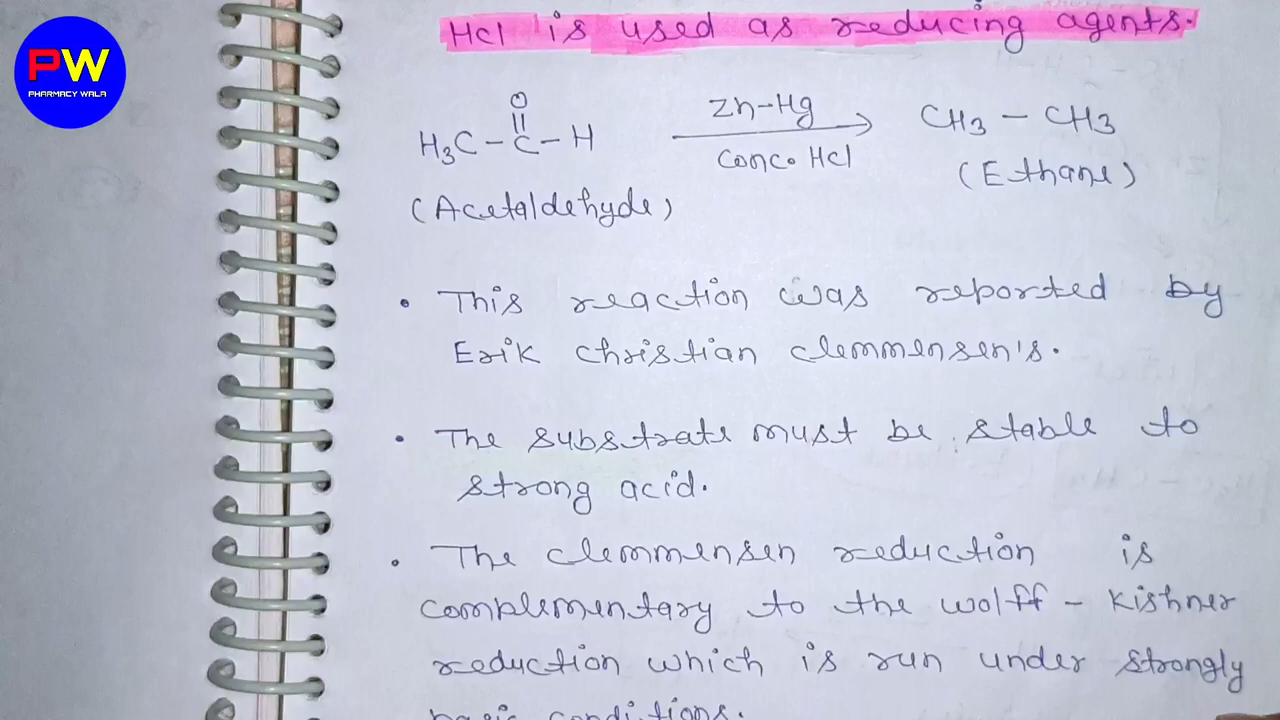 PW
PHARMACY WALA
HCl is used as reducing agents.
O
||
H₃C – C – H
Zn-Hg
Conc. HCl
CH₃ – CH₃
(Ethane)
(Acetaldehyde)
• This reaction was reported by
Erik Christian Clemmensen's.
• The substrate must be stable to
strong acid.
• The Clemmensen reduction is
complementary to the Wolff - Kishner
reduction which is run under strongly
basic conditions.